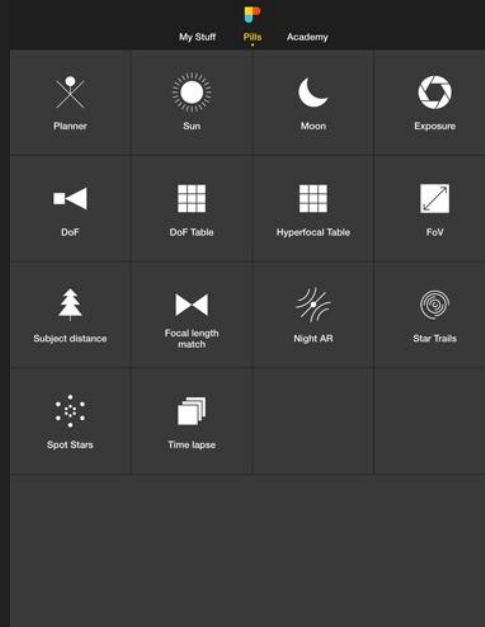 My Stuff Pills Academy
Planner Sun Moon Exposure
DoF DoF Table Hyperfocal Table FoV
Subject distance Focal length match Night AR Star Trails
Spot Stars Time lapse